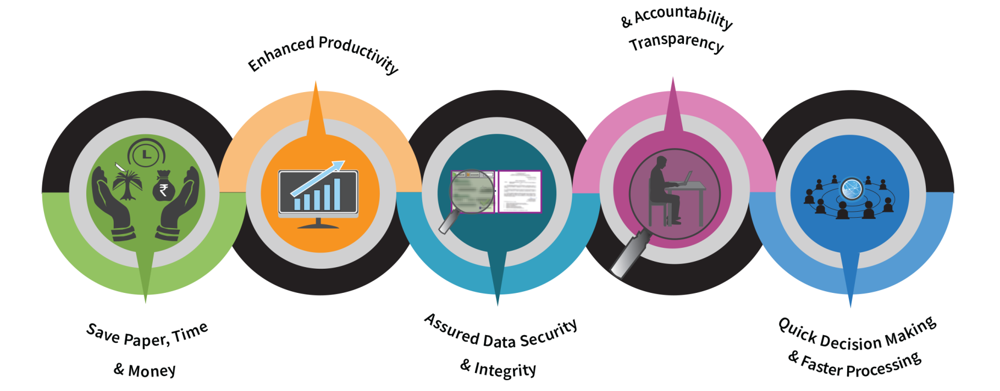 Save Paper, Time
& Money
Enhanced Productivity
Assured Data Security
& Integrity
& Accountability
Transparency
Quick Decision Making
& Faster Processing
L
₹